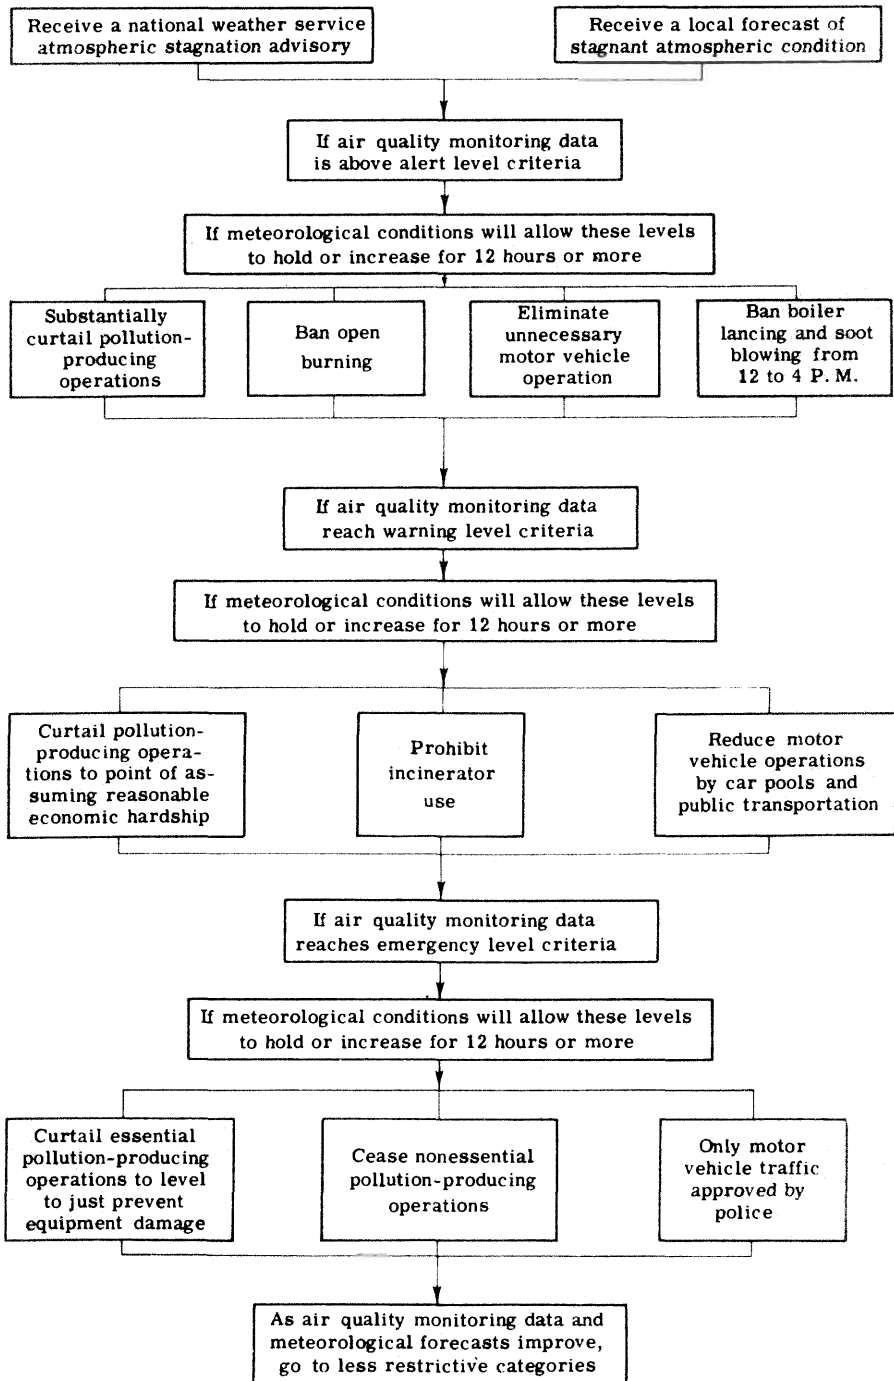 Receive a national weather service
atmospheric stagnation advisory
Receive a local forecast of
stagnant atmospheric condition
If air quality monitoring data
is above alert level criteria
If meteorological conditions will allow these levels
to hold or increase for 12 hours or more
Substantially
curtail pollution-
producing
operations
Ban open
burning
Eliminate
unnecessary
motor vehicle
operation
Ban boiler
lancing and soot
blowing from
12 to 4 P. M.
If air quality monitoring data
reach warning level criteria
If meteorological conditions will allow these levels
to hold or increase for 12 hours or more
Curtail pollution-
producing opera-
tions to point of as-
suming reasonable
economic hardship
Prohibit
incinerator
use
Reduce motor
vehicle operations
by car pools and
public transportation
If air quality monitoring data
reaches emergency level criteria
If meteorological conditions will allow these levels
to hold or increase for 12 hours or more
Curtail essential
pollution-producing
operations to level
to just prevent
equipment damage
Cease nonessential
pollution-producing
operations
Only motor
vehicle traffic
approved by
police
As air quality monitoring data and
meteorological forecasts improve,
go to less restrictive categories